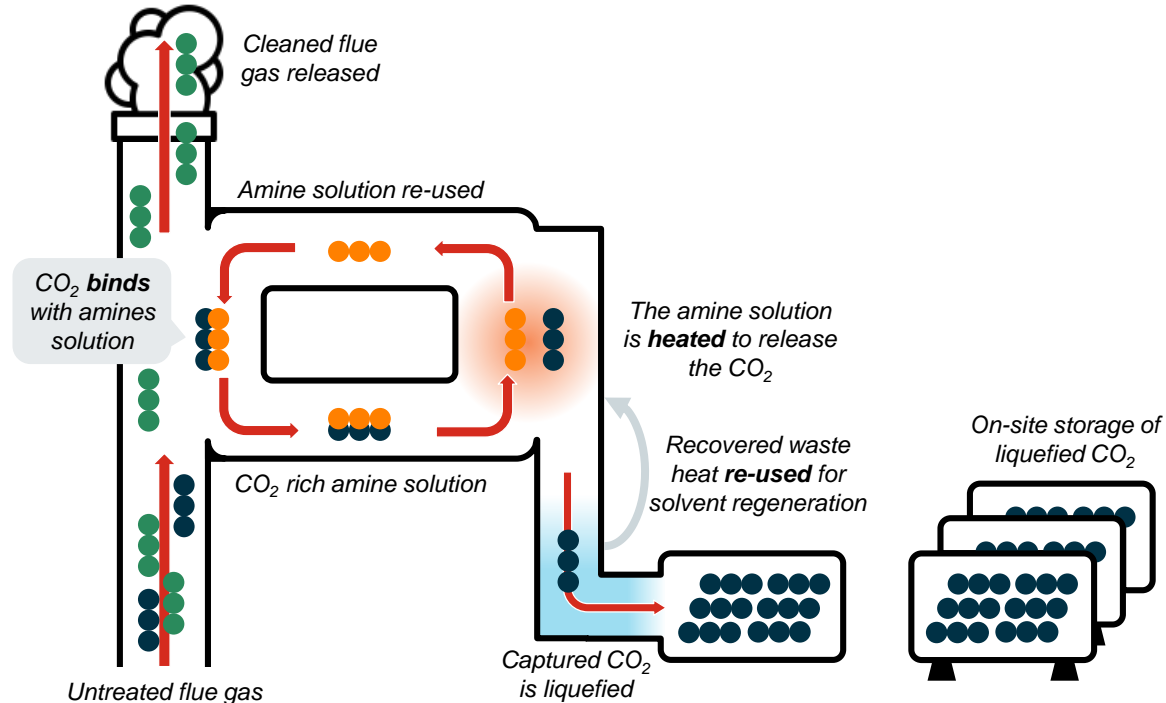 Cleaned flue
gas released
Amine solution re-used
CO₂ binds
with amines
solution
The amine solution
is heated to release
the CO₂
On-site storage of
liquefied CO₂
Recovered waste
heat re-used for
solvent regeneration
CO₂ rich amine solution
Captured CO₂
is liquefied
Untreated flue gas